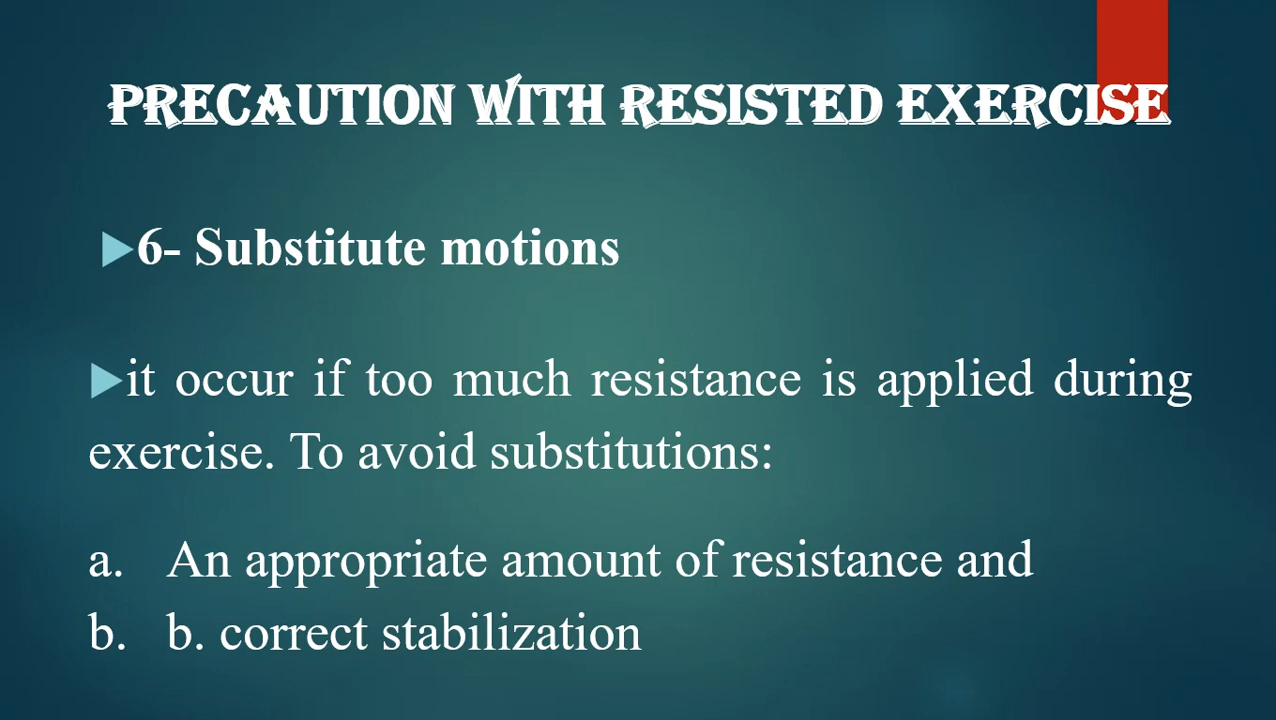 PRECAUTION WITH RESISTED EXERCISE
6- Substitute motions
it occur if too much resistance is applied during
exercise. To avoid substitutions:
a. An appropriate amount of resistance and
b. b. correct stabilization